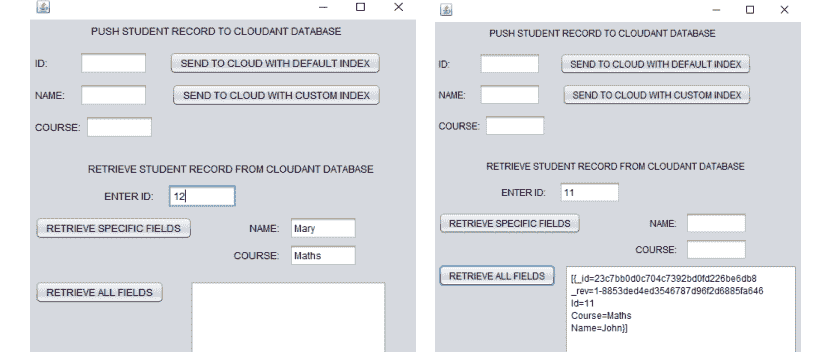 PUSH STUDENT RECORD TO CLOUDANT DATABASE
ID:
SEND TO CLOUD WITH DEFAULT INDEX
NAME:
SEND TO CLOUD WITH CUSTOM INDEX
COURSE:
RETRIEVE STUDENT RECORD FROM CLOUDANT DATABASE
ENTER ID: 12
RETRIEVE SPECIFIC FIELDS
NAME: Mary
COURSE: Maths
RETRIEVE ALL FIELDS
PUSH STUDENT RECORD TO CLOUDANT DATABASE
ID:
SEND TO CLOUD WITH DEFAULT INDEX
NAME:
SEND TO CLOUD WITH CUSTOM INDEX
COURSE:
RETRIEVE STUDENT RECORD FROM CLOUDANT DATABASE
ENTER ID: 11
RETRIEVE SPECIFIC FIELDS
NAME:
COURSE:
RETRIEVE ALL FIELDS
[{_id=23c7bb0d0c704c7392bd0fd226be6db8
_rev=1-8853ded4ed3546787d96f2d6885fa646
Id=11
Course=Maths
Name=John}]